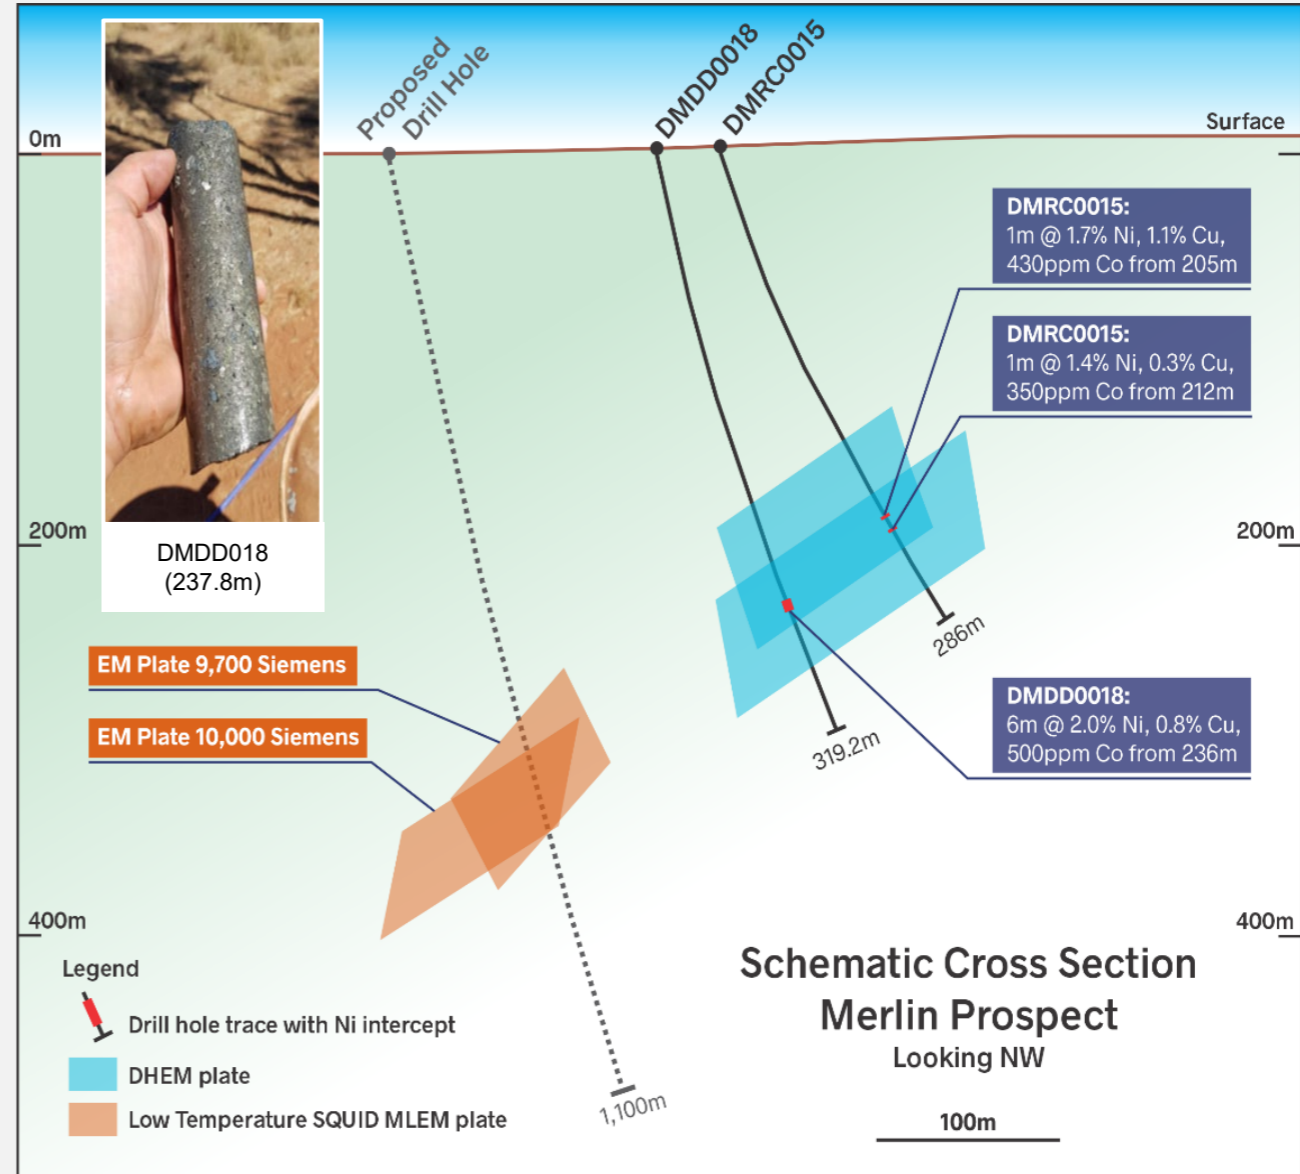 Proposed
Drill Hole
DMDD0018
DMRC0015
Surface
0m
DMRC0015:
1m @ 1.7% Ni, 1.1% Cu,
430ppm Co from 205m
DMRC0015:
1m @ 1.4% Ni, 0.3% Cu,
350ppm Co from 212m
200m
200m
DMDD018
(237.8m)
286m
EM Plate 9,700 Siemens
EM Plate 10,000 Siemens
319.2m
DMDD0018:
6m @ 2.0% Ni, 0.8% Cu,
500ppm Co from 236m
400m
400m
Legend
Drill hole trace with Ni intercept
DHEM plate
Low Temperature SQUID MLEM plate
1,100m
Schematic Cross Section
Merlin Prospect
Looking NW
100m